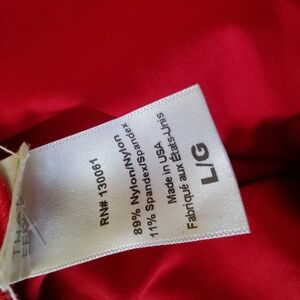 L/G
Made in USA
Fabriqué aux États-Unis
89% Nylon/Nylon
11% Spandex/Spandex
RN# 130061